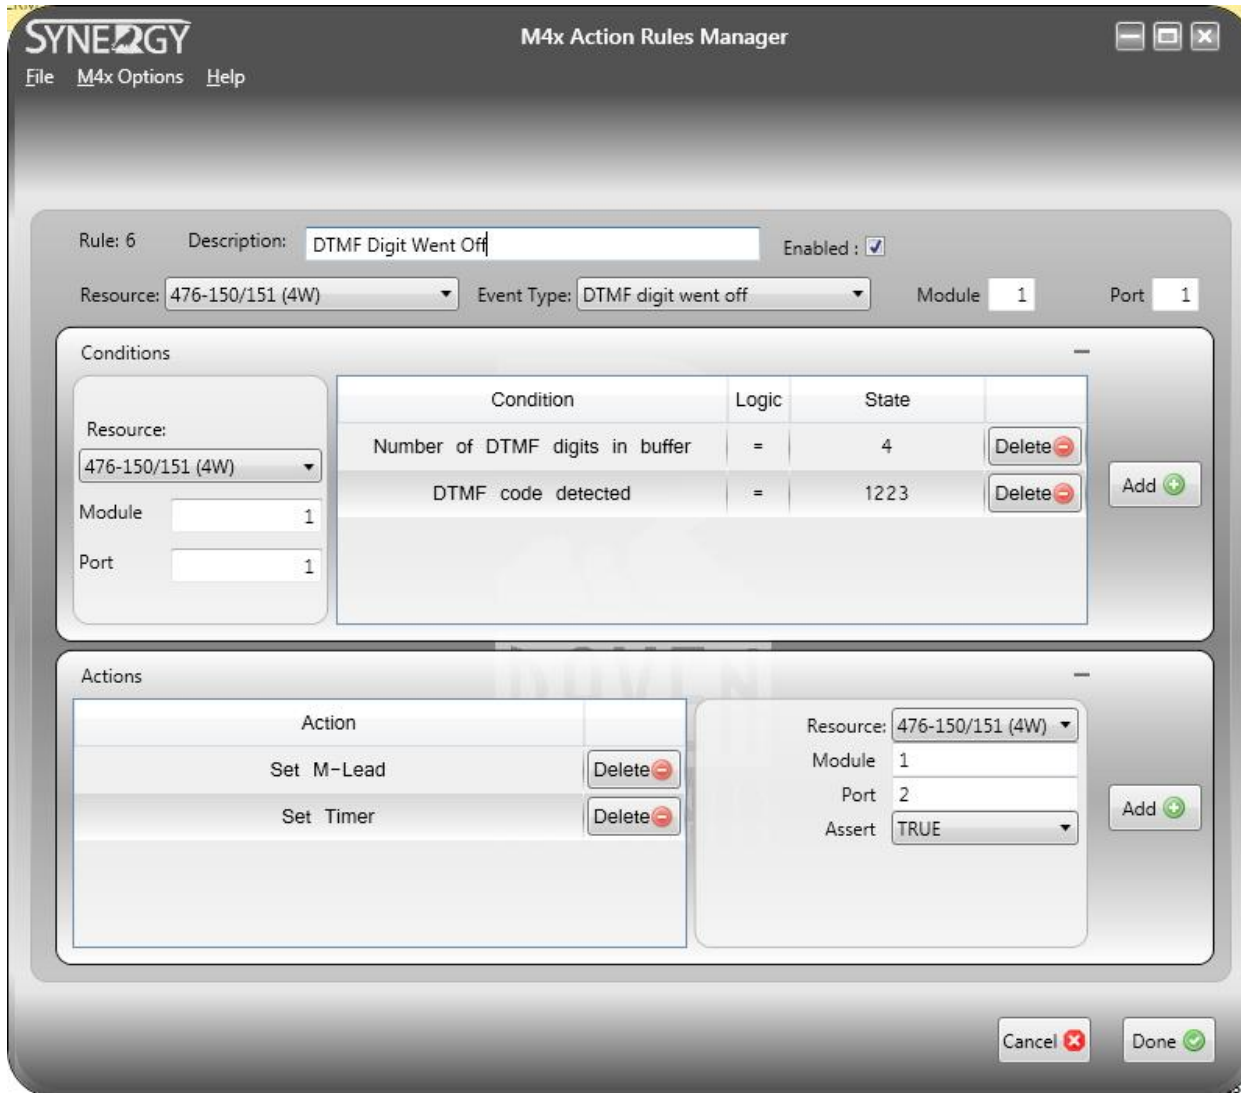 SYNERGY
M4x Action Rules Manager
File M4x Options Help
Rule: 6 Description: DTMF Digit Went Off Enabled :
Resource: 476-150/151 (4W) Event Type: DTMF digit went off Module 1 Port 1
Conditions
Condition Logic State
Resource:
Number of DTMF digits in buffer = 4 Delete
476-150/151 (4W)
DTMF code detected = 1223 Delete
Add
Module 1
Port 1
Actions
Action
Resource: 476-150/151 (4W)
Set M-Lead Delete
Module 1
Port 2
Set Timer Delete
Add
Assert TRUE
Cancel Done